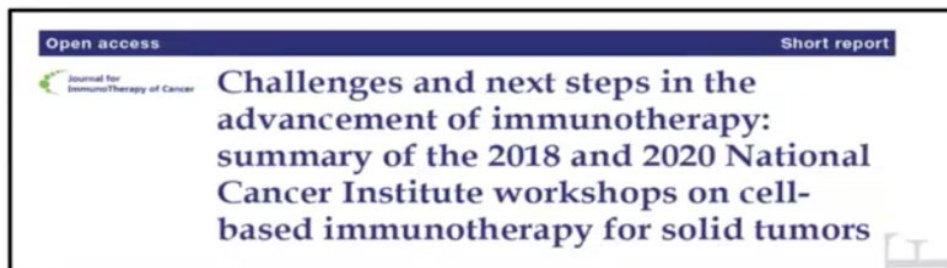 Open access
Short report
Journal for
ImmunoTherapy of Cancer
Challenges and next steps in the
advancement of immunotherapy:
summary of the 2018 and 2020 National
Cancer Institute workshops on cell-
based immunotherapy for solid tumors